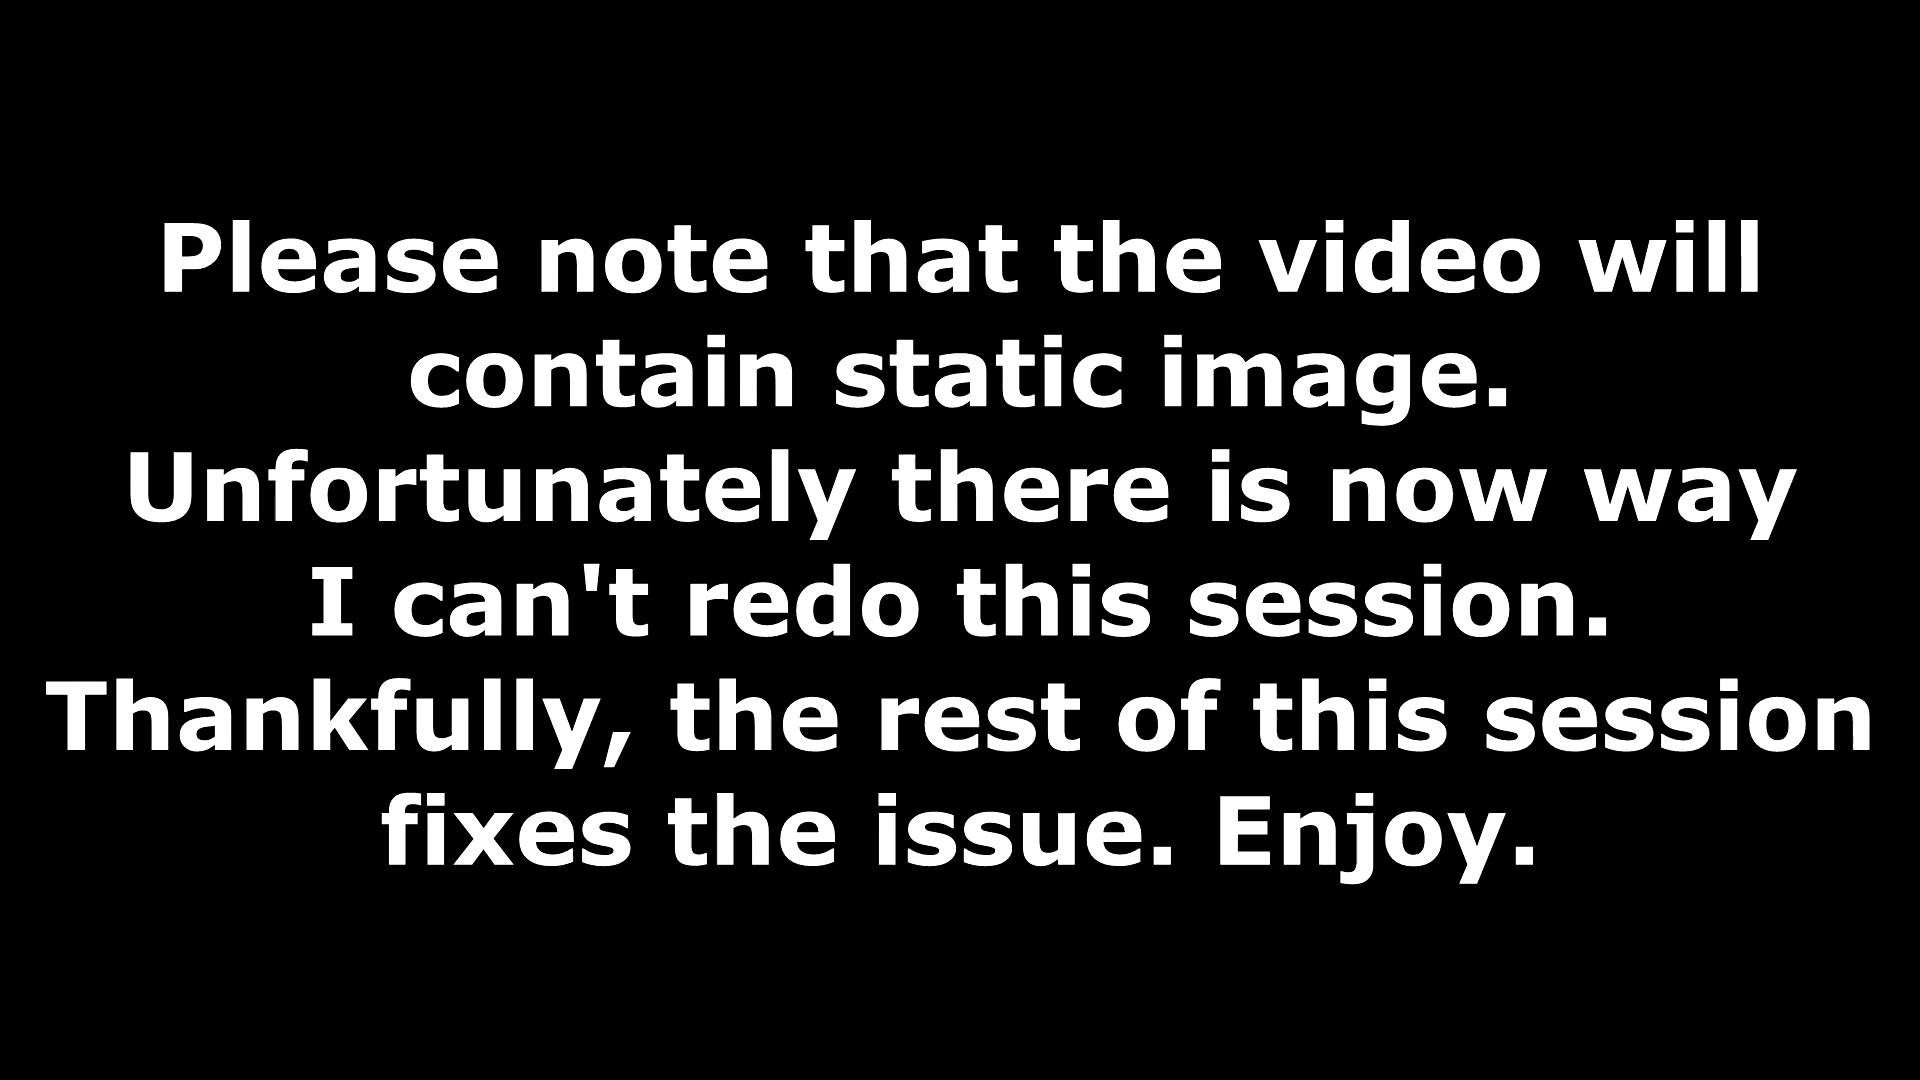 Please note that the video will
contain static image.
Unfortunately there is now way
I can't redo this session.
Thankfully, the rest of this session
fixes the issue. Enjoy.